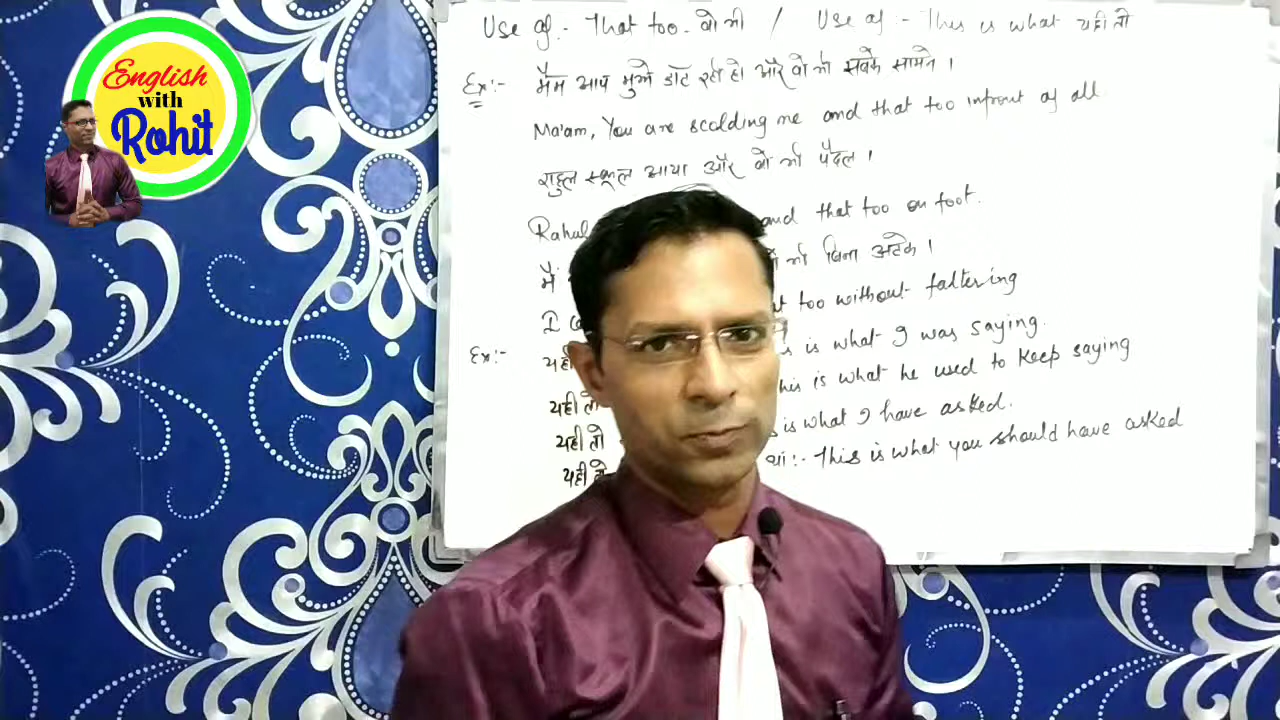 English
with
Rohit
Use of :- That too - वो भी / Use of :- This is what यही तो
Ex:- मैम आप मुझे डाँट रही हो और वो भी सबके सामने ।
Ma'am, You are scolding me and that too infront of all
राहुल स्कूल आया और वो भी पैदल ।
Rahul and that too on foot.
मैं भी बिना अटके ।
I too without faltering
Ex:- यही is what I was saying.
यही तो This is what he used to keep saying
यही तो is what I have asked.
यही तो था :- This is what you should have asked